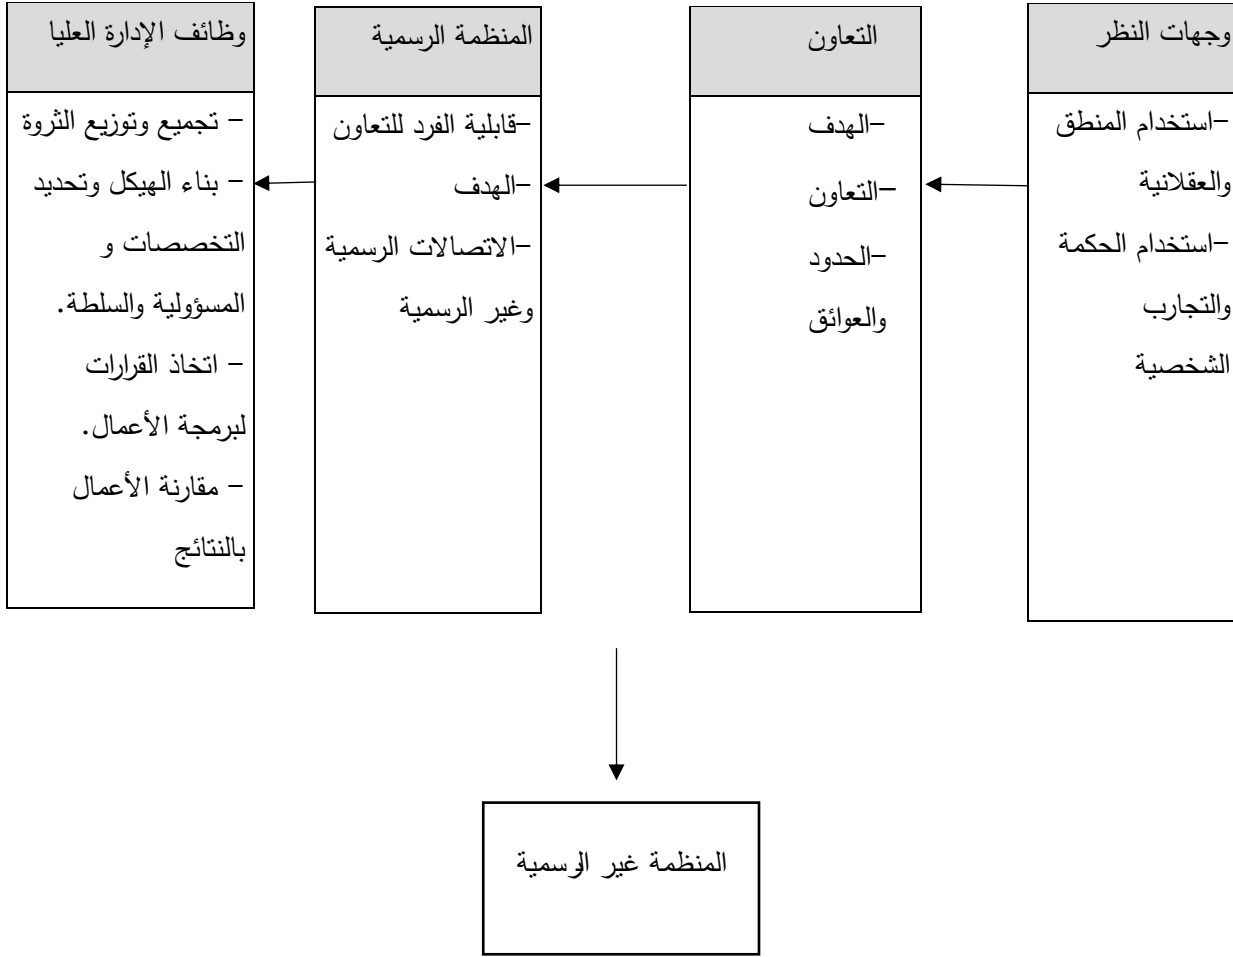 وجهات النظر
-استخدام المنطق
والعقلانية
-استخدام الحكمة
والتجارب
الشخصية
التعاون
-الهدف
-التعاون
-الحدود
والعوائق
المنظمة الرسمية
-قابلية الفرد للتعاون
-الهدف
-الاتصالات الرسمية
وغير الرسمية
وظائف الإدارة العليا
- تجميع وتوزيع الثروة
- بناء الهيكل وتحديد
التخصصات و
المسؤولية والسلطة.
- اتخاذ القرارات
لبرمجة الأعمال.
- مقارنة الأعمال
بالنتائج
المنظمة غير الرسمية